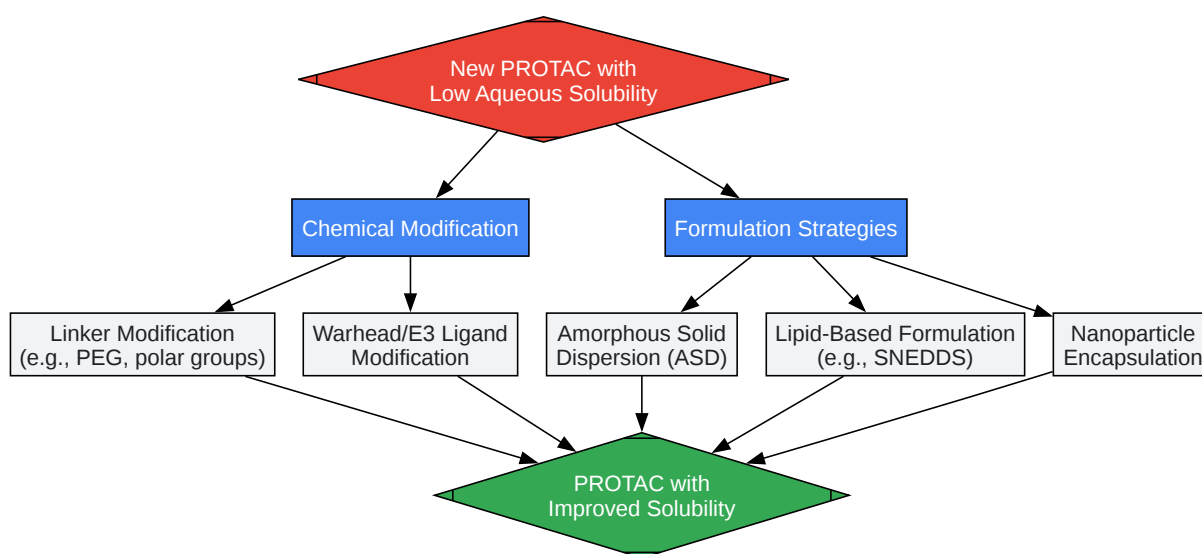 New PROTAC with
Low Aqueous Solubility
Chemical Modification
Formulation Strategies
Linker Modification
(e.g., PEG, polar groups)
Warhead/E3 Ligand
Modification
Amorphous Solid
Dispersion (ASD)
Lipid-Based Formulation
(e.g., SNEDDS)
Nanoparticle
Encapsulation
PROTAC with
Improved Solubility